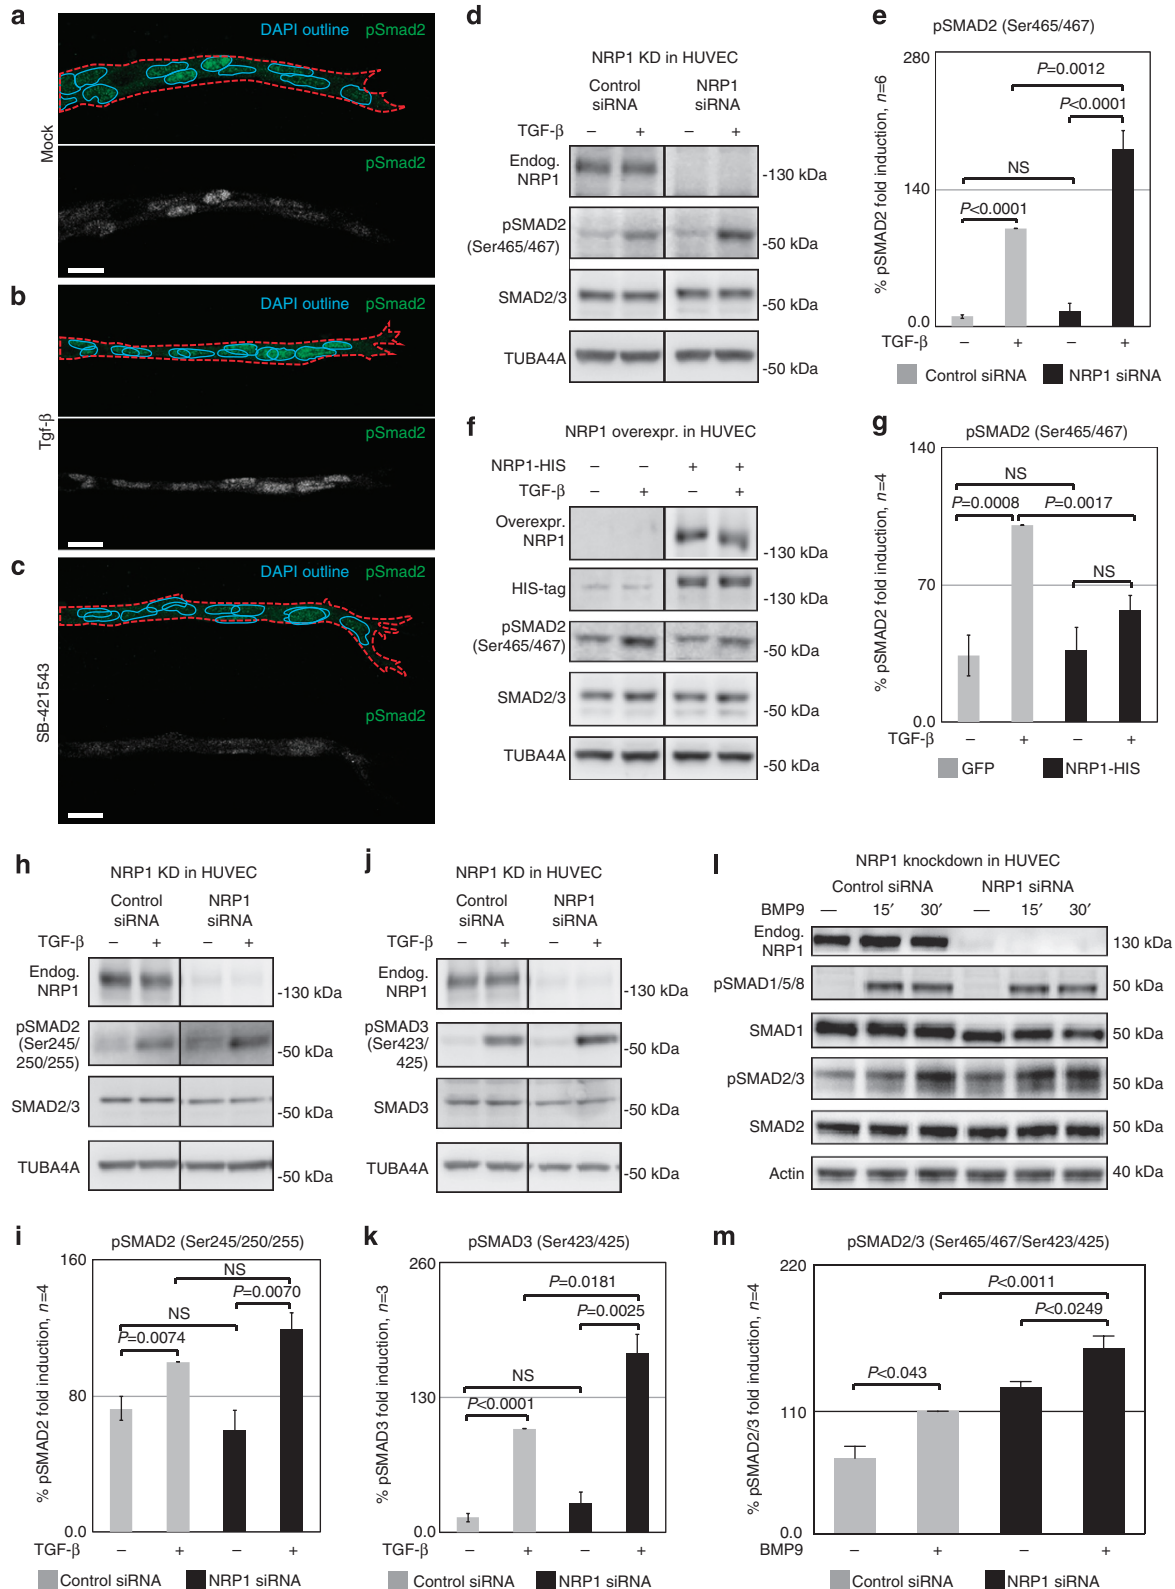 a
DAPI outline pSmad2
pSmad2
Mock
b
DAPI outline pSmad2
pSmad2
Tgf-β
c
DAPI outline pSmad2
pSmad2
SB-421543
d
NRP1 KD in HUVEC
Control siRNA NRP1 siRNA
TGF-β – + – +
Endog. NRP1 -130 kDa
pSMAD2 (Ser465/467) -50 kDa
SMAD2/3 -50 kDa
TUBA4A -50 kDa
e
pSMAD2 (Ser465/467)
% pSMAD2 fold induction, n=6
280
140
0.0
P=0.0012
P<0.0001
NS
P<0.0001
TGF-β – + – +
Control siRNA NRP1 siRNA
f
NRP1 overexpr. in HUVEC
NRP1-HIS – – + +
TGF-β – + – +
Overexpr. NRP1 -130 kDa
HIS-tag -130 kDa
pSMAD2 (Ser465/467) -50 kDa
SMAD2/3 -50 kDa
TUBA4A -50 kDa
g
pSMAD2 (Ser465/467)
% pSMAD2 fold induction, n=4
140
70
0.0
NS
P=0.0008 P=0.0017
NS
TGF-β – + – +
GFP NRP1-HIS
h
NRP1 KD in HUVEC
Control siRNA NRP1 siRNA
TGF-β – + – +
Endog. NRP1 -130 kDa
pSMAD2 (Ser245/250/255) -50 kDa
SMAD2/3 -50 kDa
TUBA4A -50 kDa
j
NRP1 KD in HUVEC
Control siRNA NRP1 siRNA
TGF-β – + – +
Endog. NRP1 -130 kDa
pSMAD3 (Ser423/425) -50 kDa
SMAD3 -50 kDa
TUBA4A -50 kDa
l
NRP1 knockdown in HUVEC
Control siRNA NRP1 siRNA
BMP9 — 15′ 30′ — 15′ 30′
Endog. NRP1 130 kDa
pSMAD1/5/8 50 kDa
SMAD1 50 kDa
pSMAD2/3 50 kDa
SMAD2 50 kDa
Actin 40 kDa
i
pSMAD2 (Ser245/250/255)
% pSMAD2 fold induction, n=4
160
80
0.0
NS
P=0.0070
NS
P=0.0074
TGF-β – + – +
Control siRNA NRP1 siRNA
k
pSMAD3 (Ser423/425)
% pSMAD3 fold induction, n=3
260
130
0.0
P=0.0181
P=0.0025
NS
P<0.0001
TGF-β – + – +
Control siRNA NRP1 siRNA
m
pSMAD2/3 (Ser465/467/Ser423/425)
% pSMAD2/3 fold induction, n=4
220
110
0.0
P<0.0011
P<0.0249
P<0.043
BMP9 – + – +
Control siRNA NRP1 siRNA